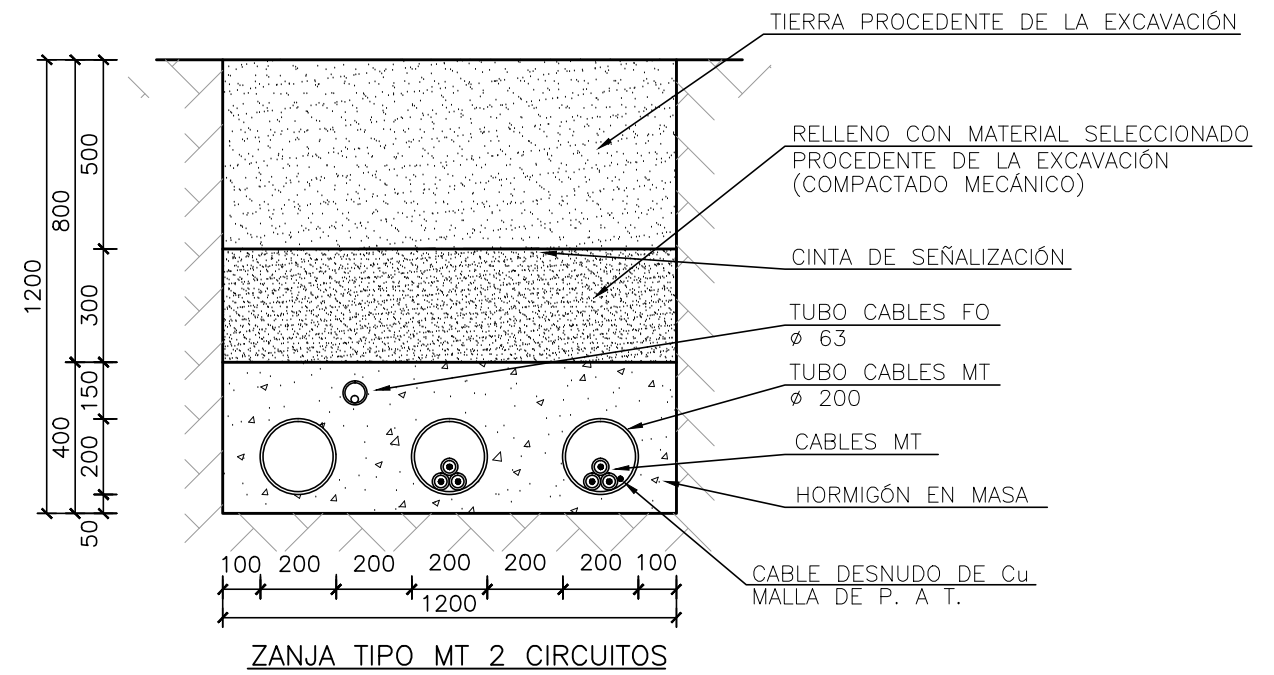 TIERRA PROCEDENTE DE LA EXCAVACIÓN
RELLENO CON MATERIAL SELECCIONADO
PROCEDENTE DE LA EXCAVACIÓN
(COMPACTADO MECÁNICO)
CINTA DE SEÑALIZACIÓN
TUBO CABLES FO
Ø 63
TUBO CABLES MT
Ø 200
CABLES MT
HORMIGÓN EN MASA
CABLE DESNUDO DE Cu
MALLA DE P. A T.
1200
800
400
500
300
150
200
50
100 200 200 200 200 200 100
1200
ZANJA TIPO MT 2 CIRCUITOS